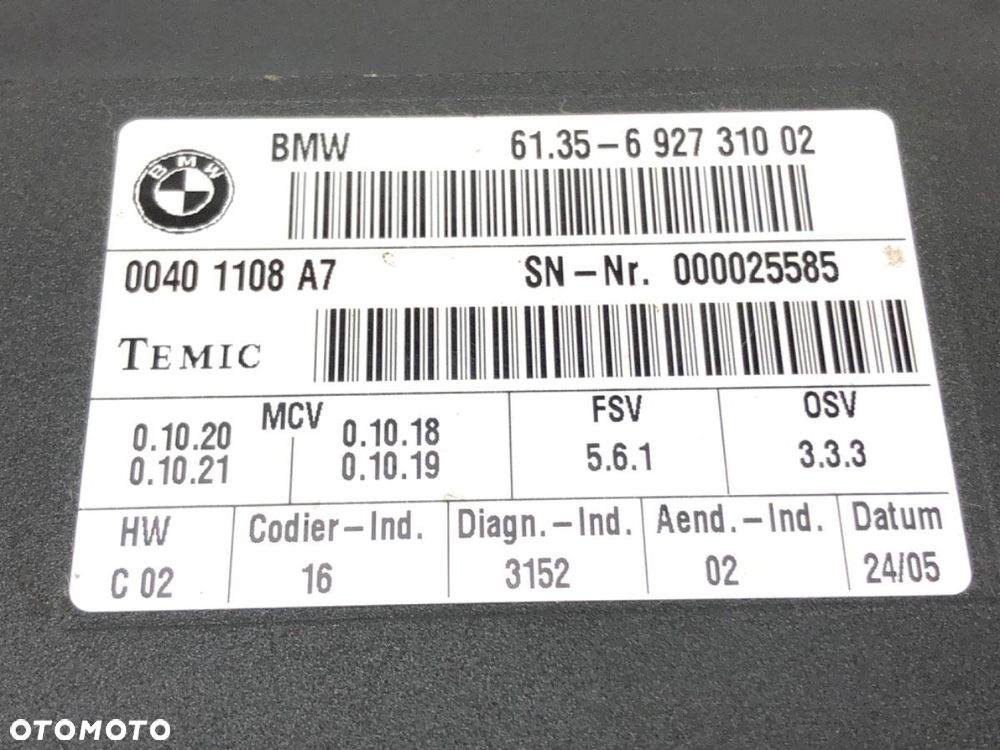 BMW 61.35-6 927 310 02
BMW
0040 1108 A7 SN-Nr. 000025585
TEMIC
MCV FSV OSV
0.10.20 0.10.18 5.6.1 3.3.3
0.10.21 0.10.19
HW Codier-Ind. Diagn.-Ind. Aend.-Ind. Datum
C 02 16 3152 02 24/05
OTOMOTO